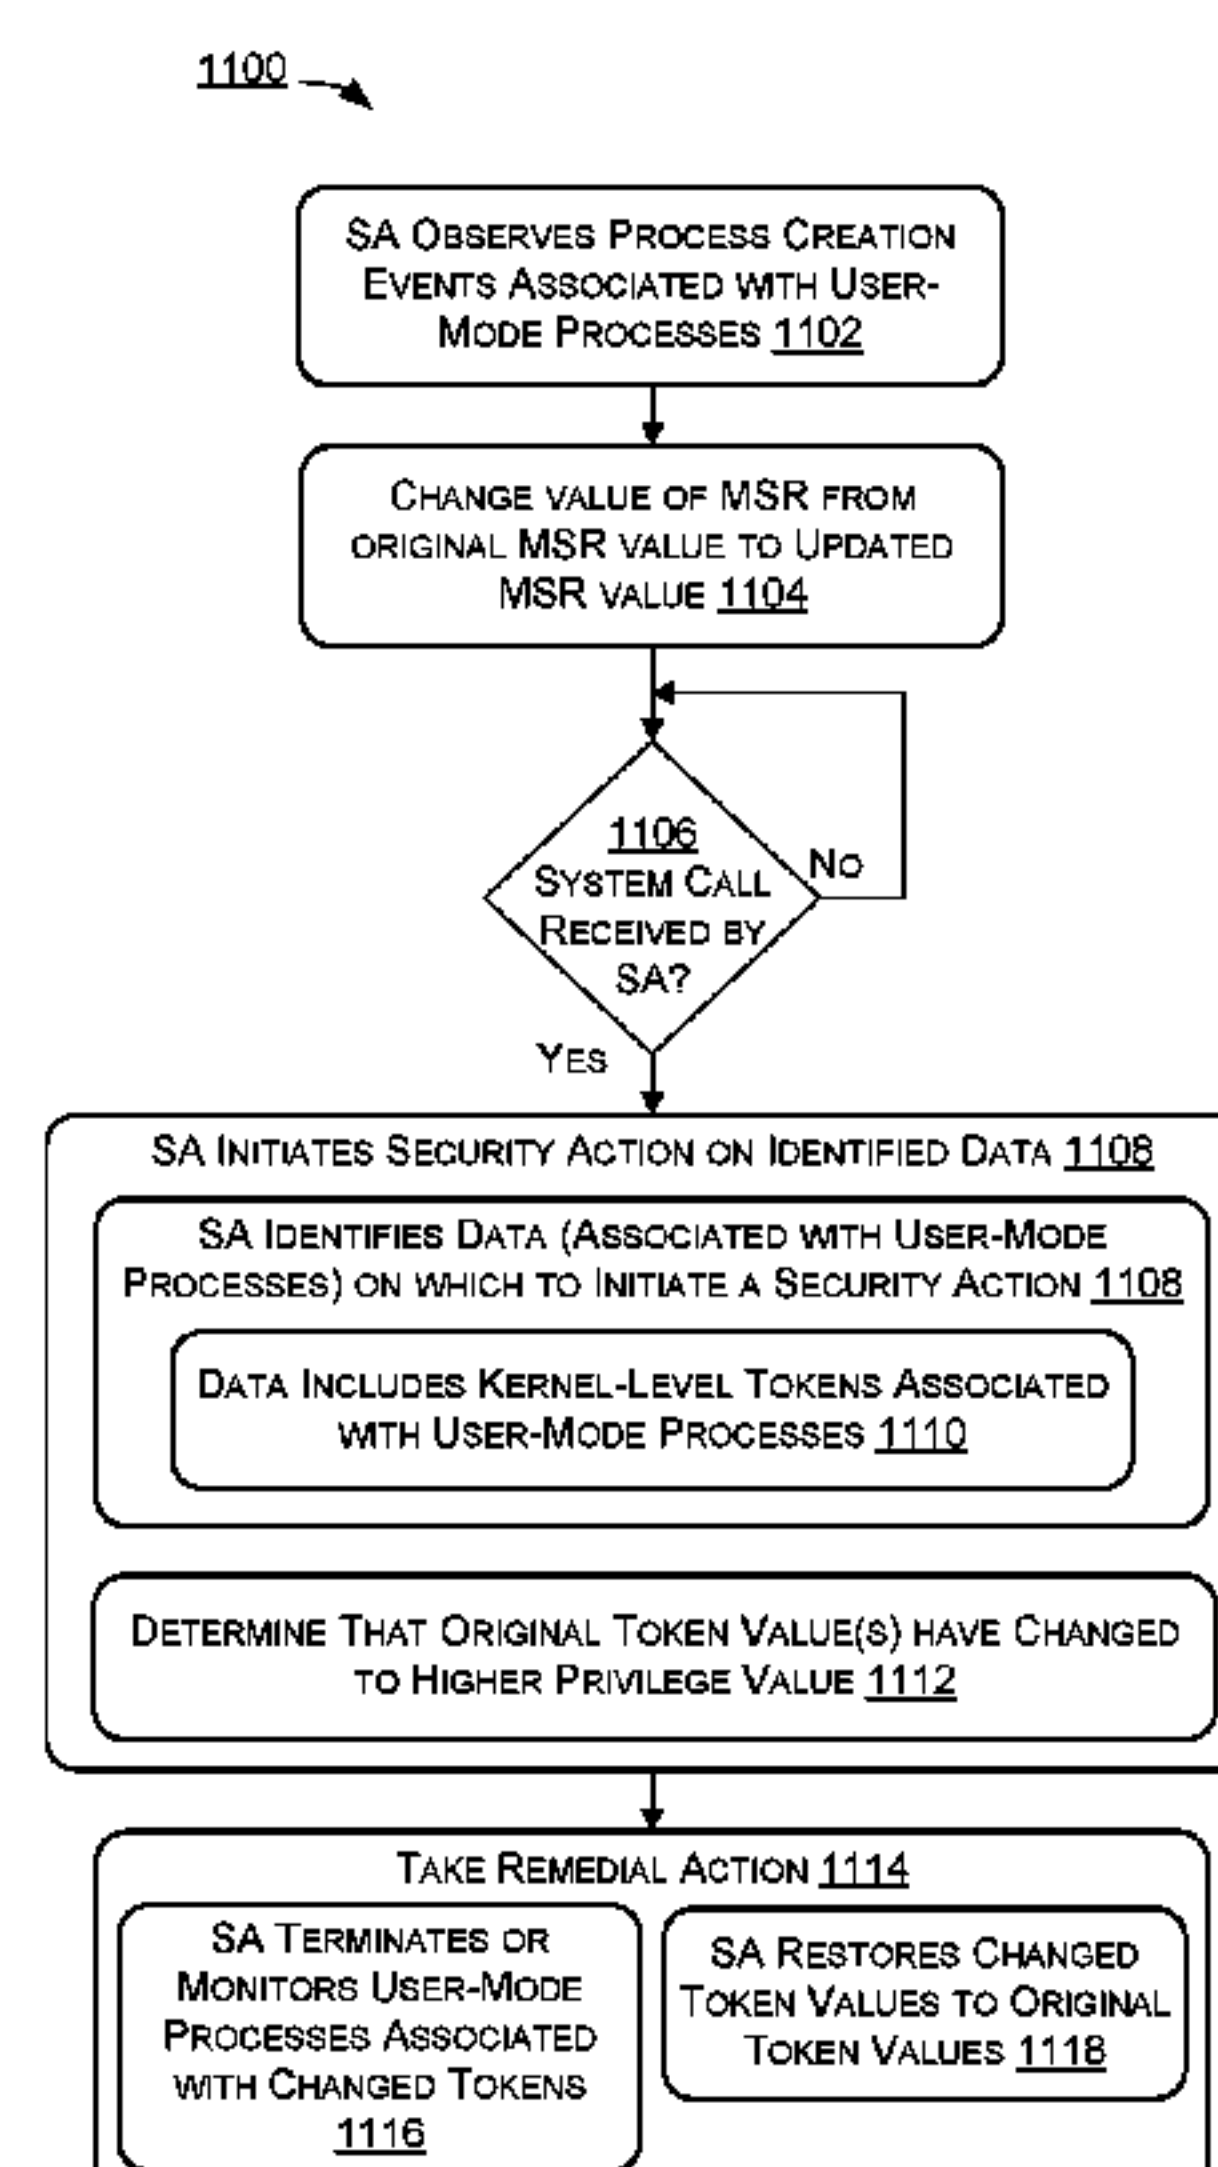 1100
SA OBSERVES PROCESS CREATION
EVENTS ASSOCIATED WITH USER-
MODE PROCESSES 1102
CHANGE VALUE OF MSR FROM
ORIGINAL MSR VALUE TO UPDATED
MSR VALUE 1104
1106
SYSTEM CALL
RECEIVED BY
SA?
NO
YES
SA INITIATES SECURITY ACTION ON IDENTIFIED DATA 1108
SA IDENTIFIES DATA (ASSOCIATED WITH USER-MODE
PROCESSES) ON WHICH TO INITIATE A SECURITY ACTION 1108
DATA INCLUDES KERNEL-LEVEL TOKENS ASSOCIATED
WITH USER-MODE PROCESSES 1110
DETERMINE THAT ORIGINAL TOKEN VALUE(S) HAVE CHANGED
TO HIGHER PRIVILEGE VALUE 1112
TAKE REMEDIAL ACTION 1114
SA TERMINATES OR
MONITORS USER-MODE
PROCESSES ASSOCIATED
WITH CHANGED TOKENS
1116
SA RESTORES CHANGED
TOKEN VALUES TO ORIGINAL
TOKEN VALUES 1118